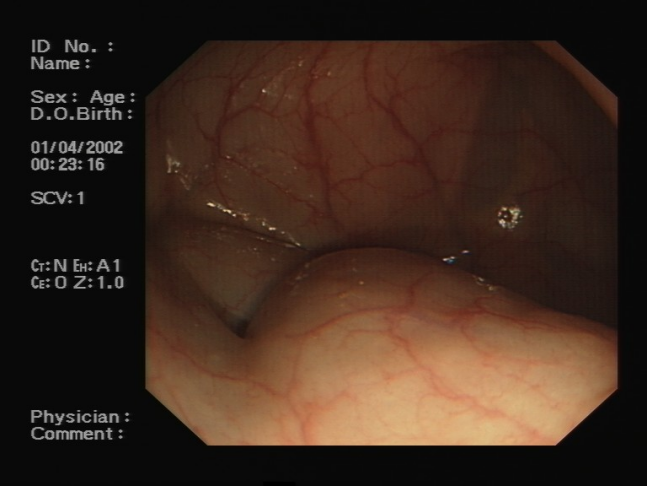 ID No. :
Name :
Sex : Age :
D.O.Birth :
01/04/2002
00:23:16
SCV:1
CT:N EH:A1
CE:0 Z:1.0
Physician :
Comment :